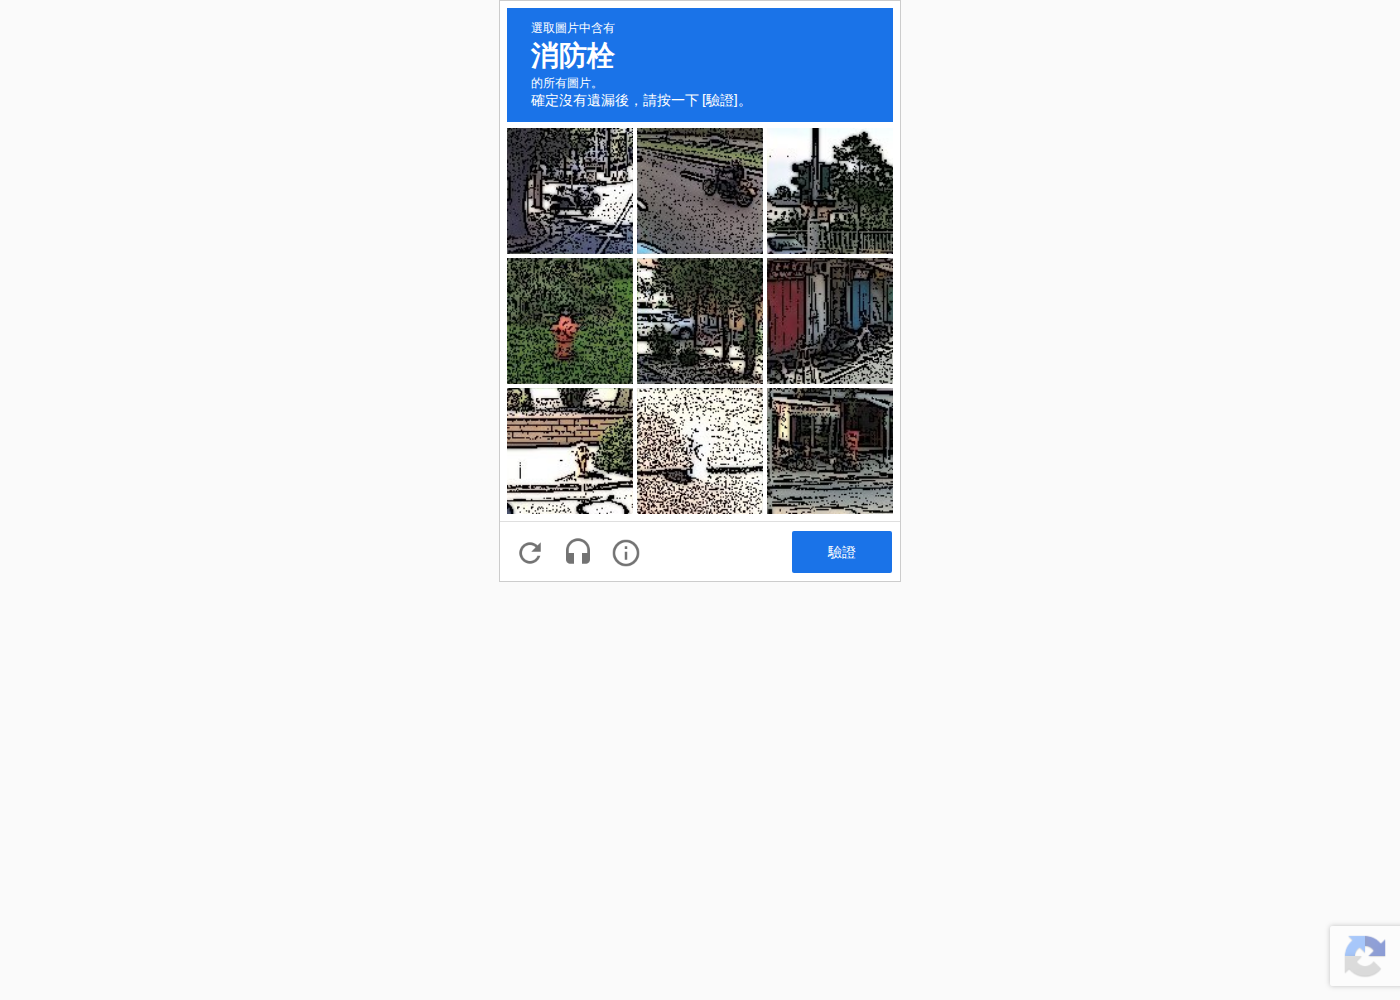 選取圖片中含有
消防栓
的所有圖片。
確定沒有遺漏後，請按一下 [驗證]。
驗證